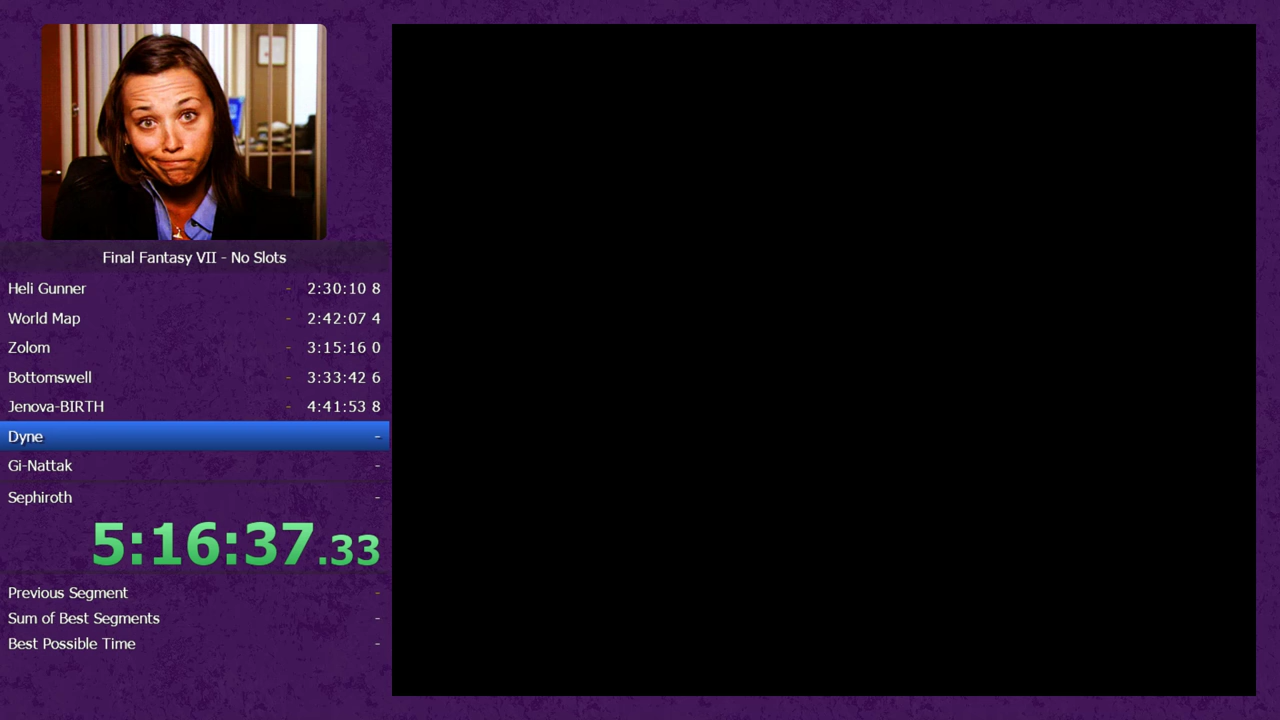 Final Fantasy VII - No Slots
Heli Gunner - 2:30:10 8
World Map - 2:42:07 4
Zolom - 3:15:16 0
Bottomswell - 3:33:42 6
Jenova-BIRTH - 4:41:53 8
Dyne -
Gi-Nattak -
Sephiroth -
5:16:37.33
Previous Segment -
Sum of Best Segments -
Best Possible Time -